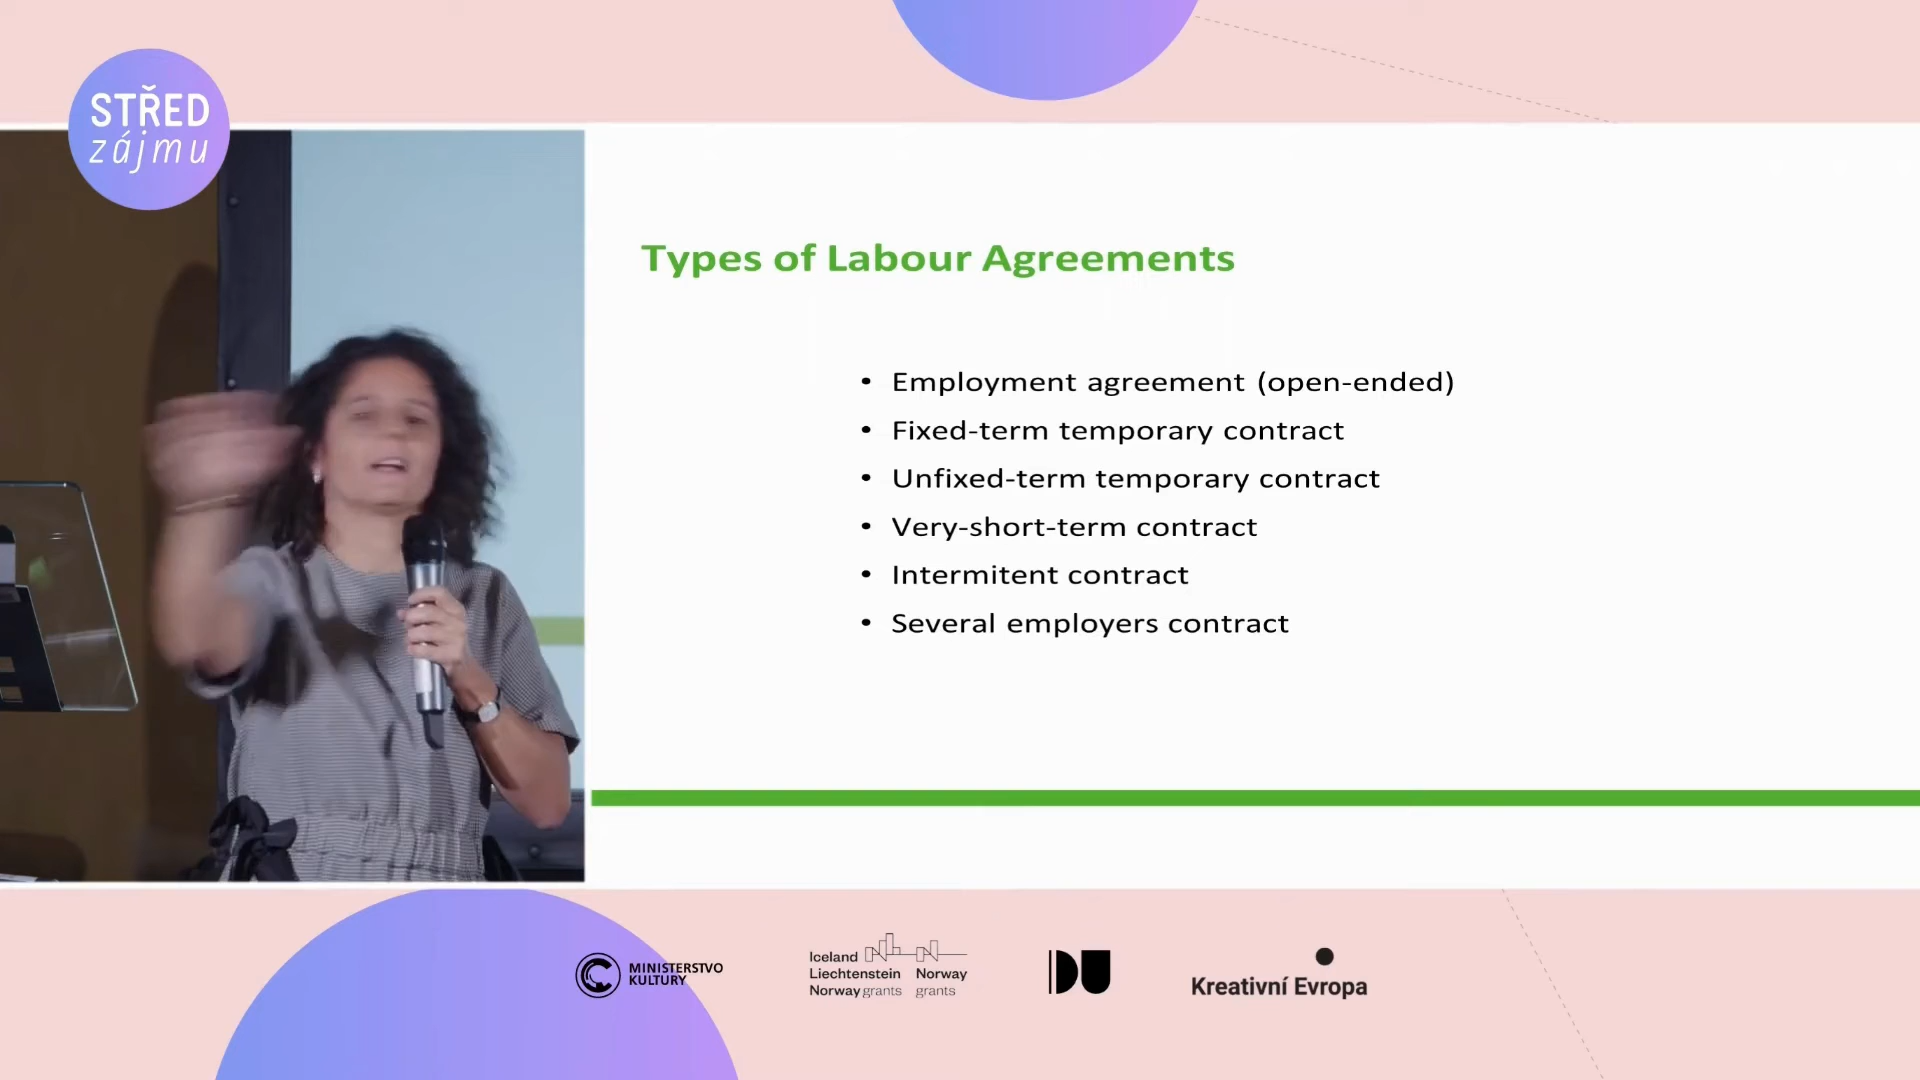 STŘED
zájmu
Types of Labour Agreements
• Employment agreement (open-ended)
• Fixed-term temporary contract
• Unfixed-term temporary contract
• Very-short-term contract
• Intermitent contract
• Several employers contract
MINISTERSTVO
KULTURY
Iceland
Liechtenstein
Norway grants
Norway
grants
DU
Kreativní Evropa